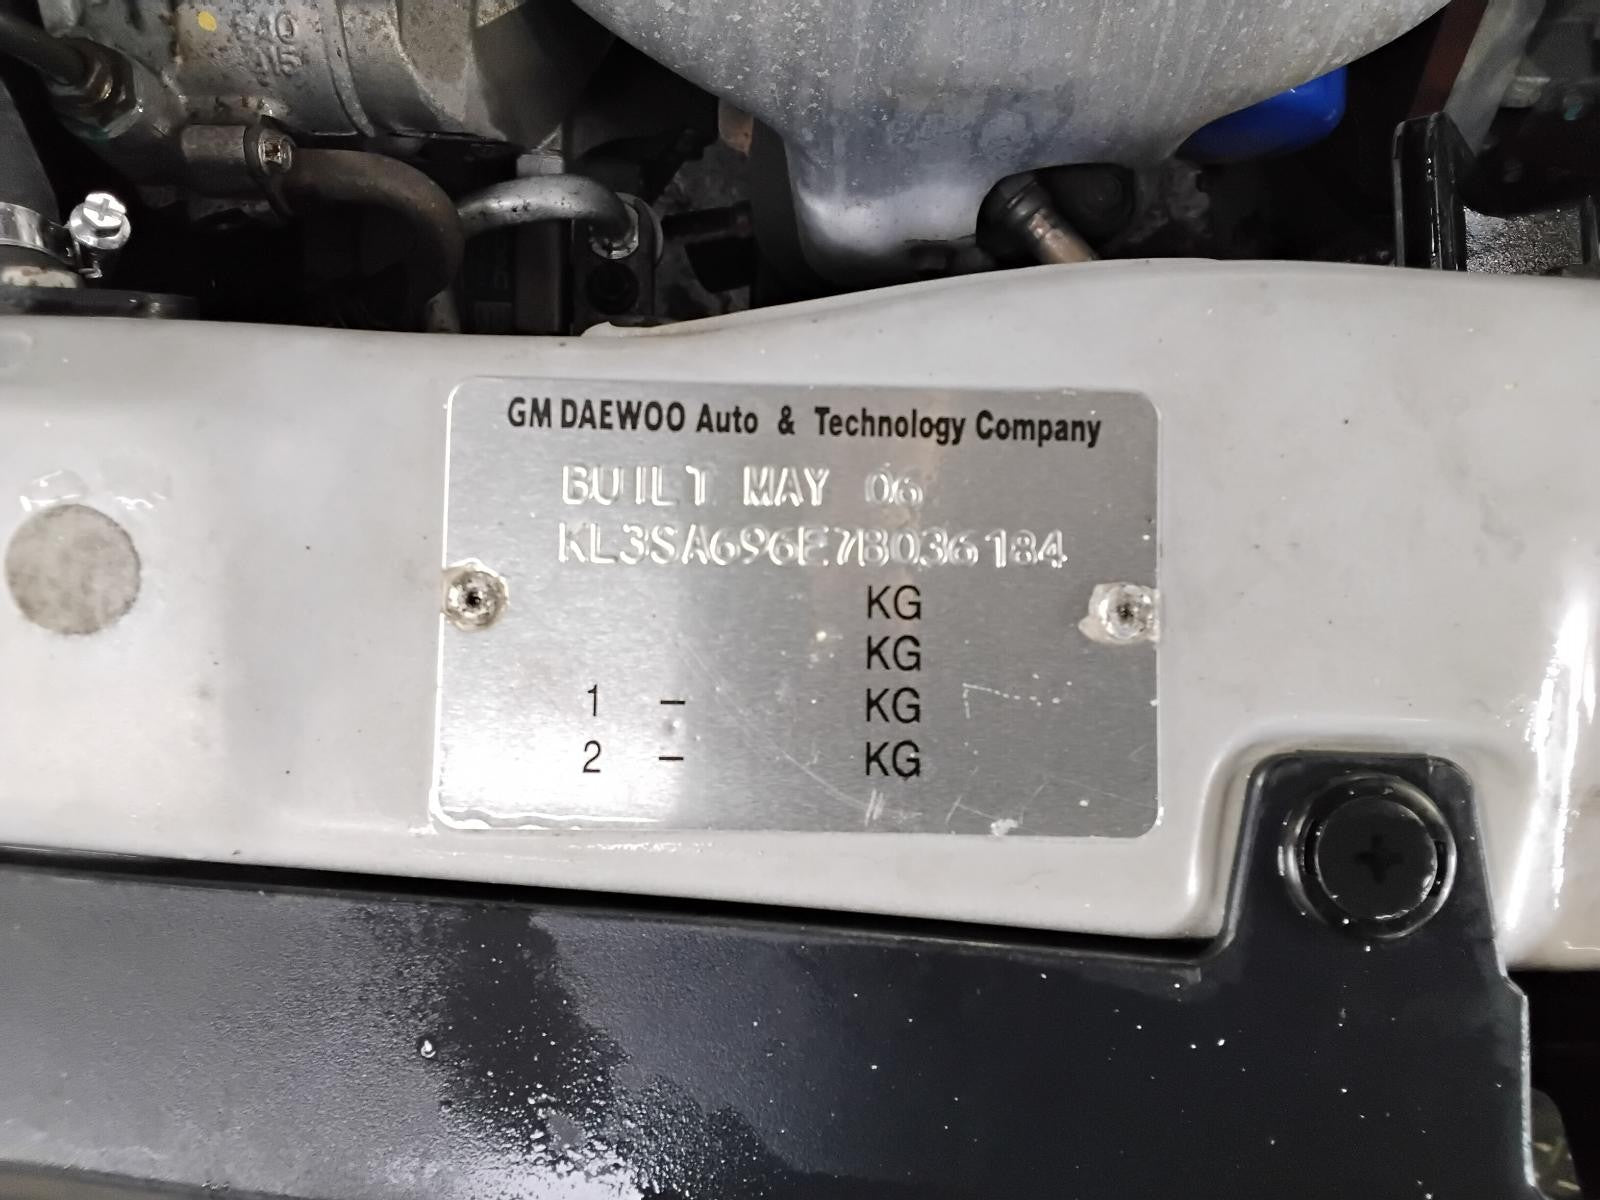 GM DAEWOO Auto & Technology Company
BUILT MAY 06
KL3SA696E7B036184
KG
KG
1 - KG
2 - KG